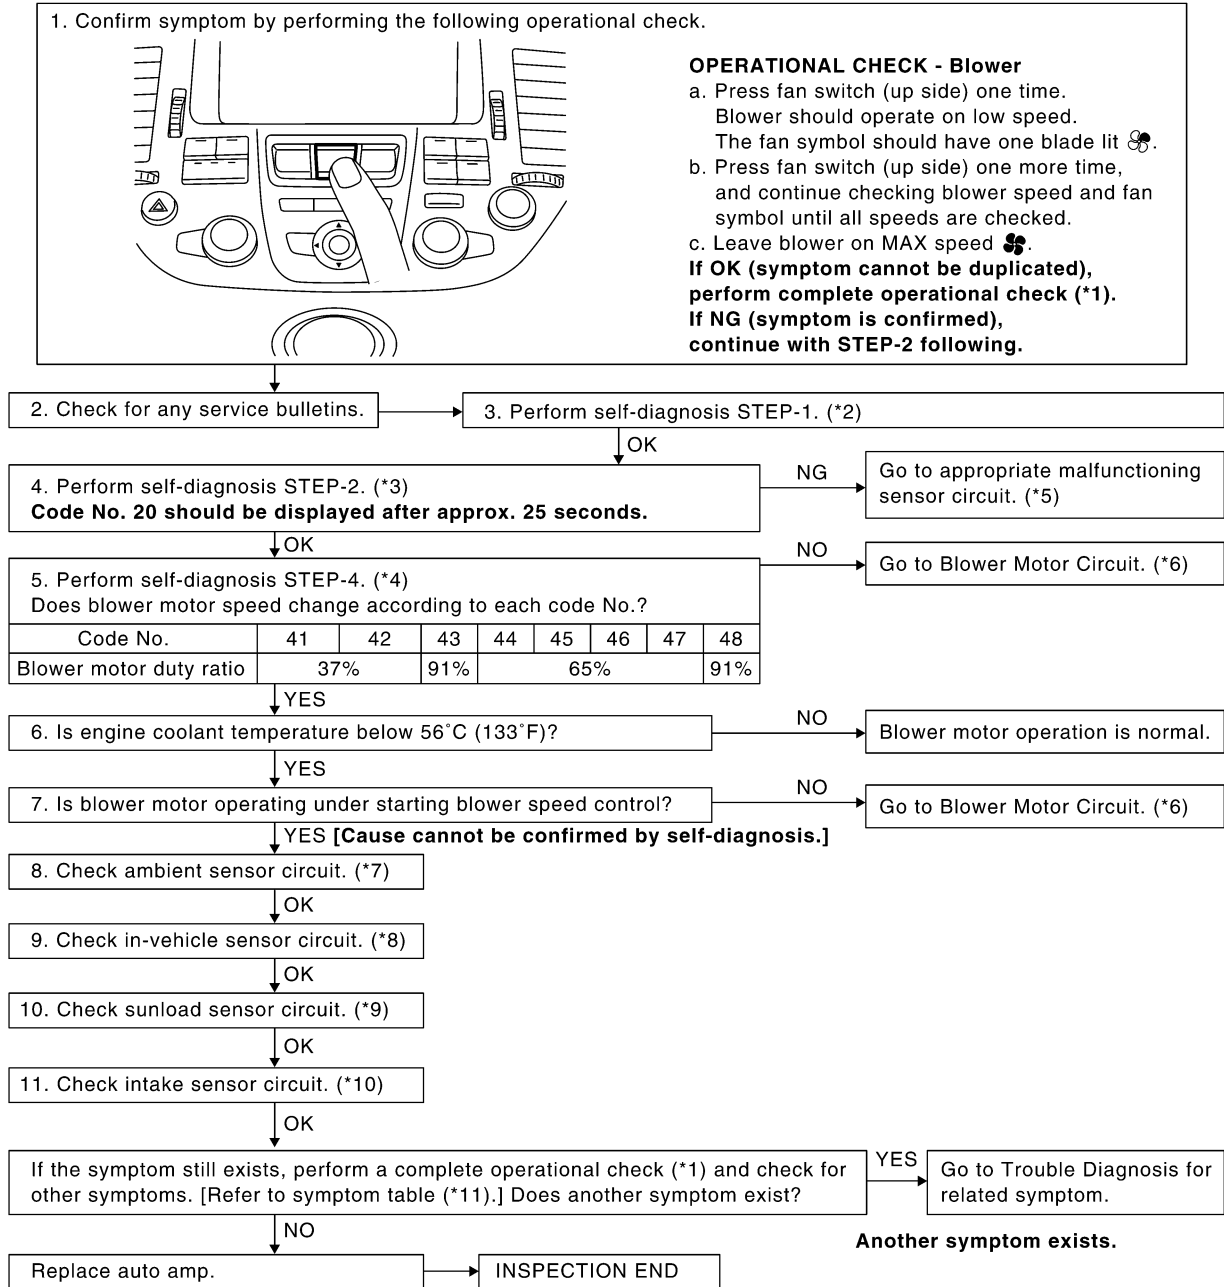 1. Confirm symptom by performing the following operational check.
OPERATIONAL CHECK - Blower
a. Press fan switch (up side) one time.
Blower should operate on low speed.
The fan symbol should have one blade lit .
b. Press fan switch (up side) one more time,
and continue checking blower speed and fan
symbol until all speeds are checked.
c. Leave blower on MAX speed .
If OK (symptom cannot be duplicated),
perform complete operational check (*1).
If NG (symptom is confirmed),
continue with STEP-2 following.
2. Check for any service bulletins.
3. Perform self-diagnosis STEP-1. (*2)
OK
4. Perform self-diagnosis STEP-2. (*3)
Code No. 20 should be displayed after approx. 25 seconds.
NG
Go to appropriate malfunctioning
sensor circuit. (*5)
OK
5. Perform self-diagnosis STEP-4. (*4)
Does blower motor speed change according to each code No.?
NO
Go to Blower Motor Circuit. (*6)
Code No. 41 42 43 44 45 46 47 48
Blower motor duty ratio 37% 91% 65% 91%
YES
6. Is engine coolant temperature below 56˚C (133˚F)?
NO
Blower motor operation is normal.
YES
7. Is blower motor operating under starting blower speed control?
NO
Go to Blower Motor Circuit. (*6)
YES [Cause cannot be confirmed by self-diagnosis.]
8. Check ambient sensor circuit. (*7)
OK
9. Check in-vehicle sensor circuit. (*8)
OK
10. Check sunload sensor circuit. (*9)
OK
11. Check intake sensor circuit. (*10)
OK
If the symptom still exists, perform a complete operational check (*1) and check for
other symptoms. [Refer to symptom table (*11).] Does another symptom exist?
YES
Go to Trouble Diagnosis for
related symptom.
Another symptom exists.
NO
Replace auto amp.
INSPECTION END